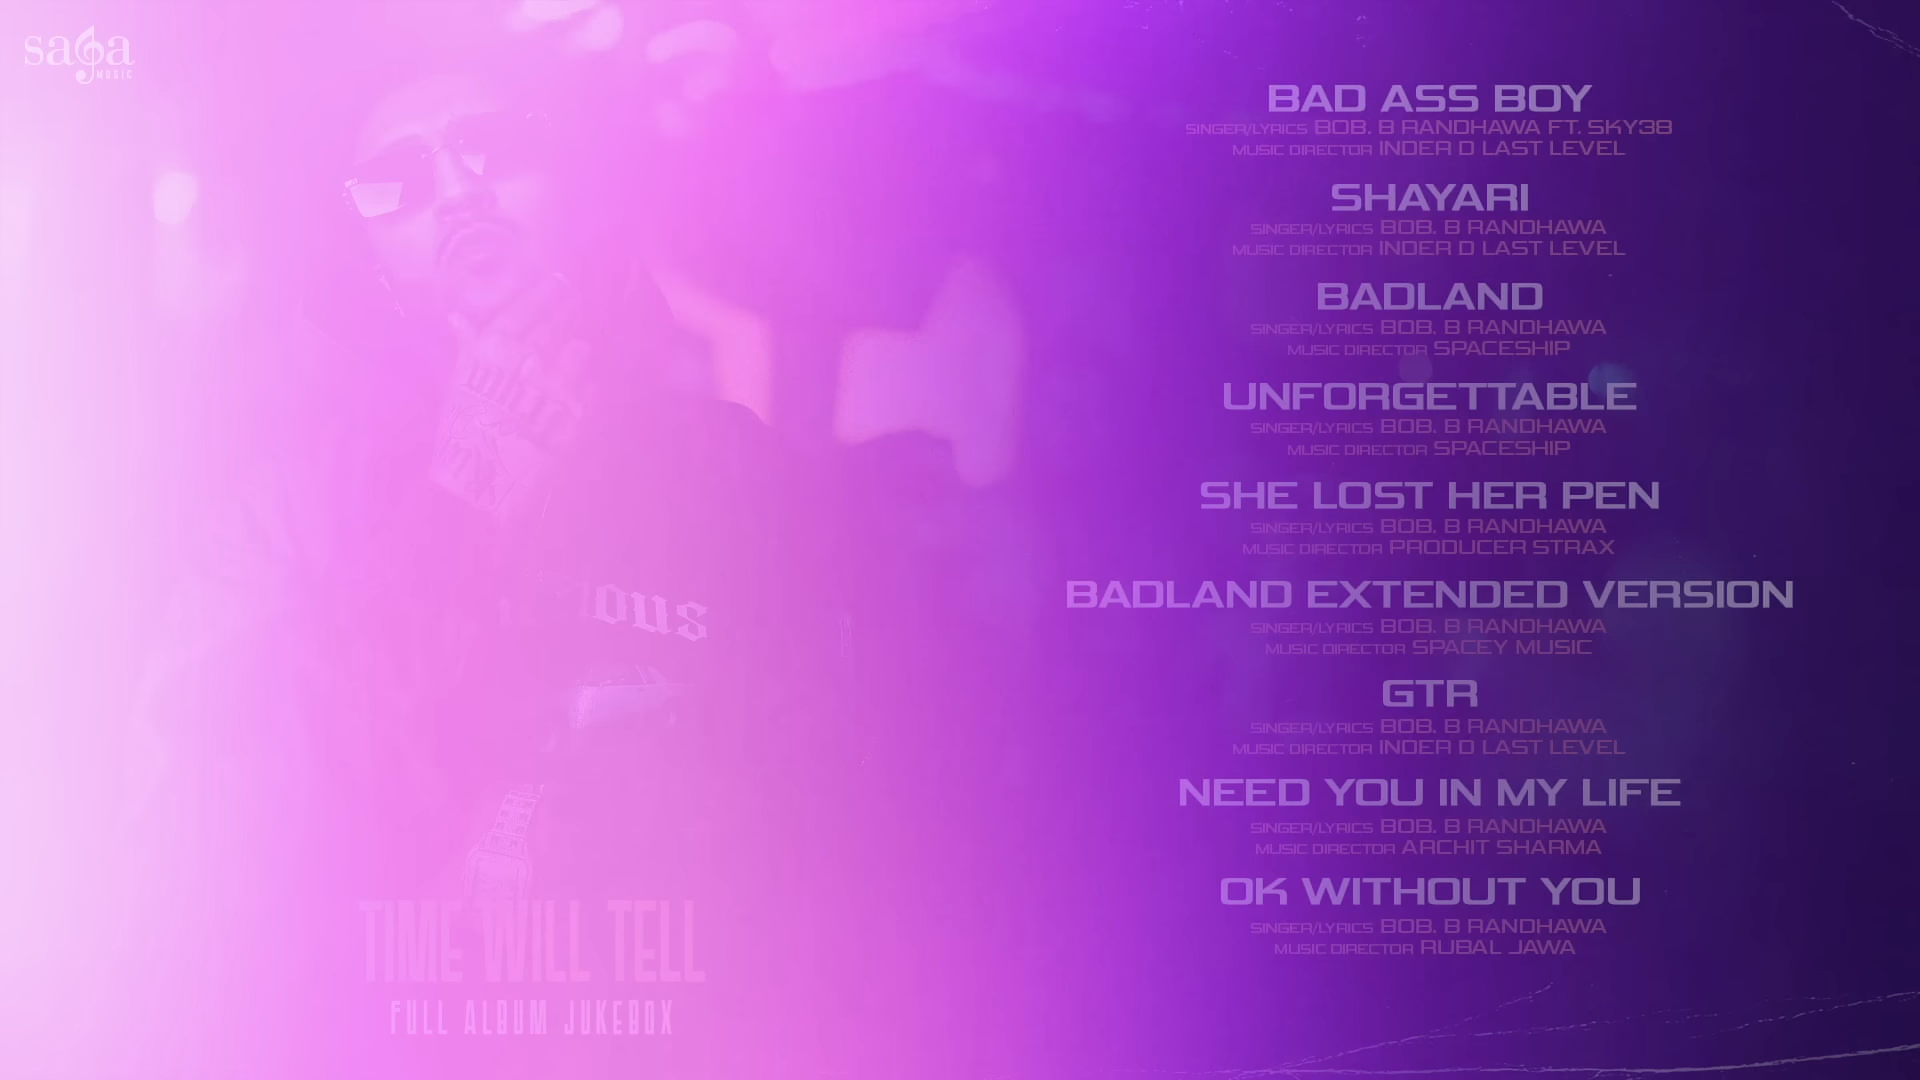 saga
MUSIC
BAD ASS BOY
SINGER/LYRICS BOB. B RANDHAWA FT. SKY38
MUSIC DIRECTOR INDER D LAST LEVEL
SHAYARI
SINGER/LYRICS BOB. B RANDHAWA
MUSIC DIRECTOR INDER D LAST LEVEL
BADLAND
SINGER/LYRICS BOB. B RANDHAWA
MUSIC DIRECTOR SPACESHIP
UNFORGETTABLE
SINGER/LYRICS BOB. B RANDHAWA
MUSIC DIRECTOR SPACESHIP
SHE LOST HER PEN
SINGER/LYRICS BOB. B RANDHAWA
MUSIC DIRECTOR PRODUCER STRAX
BADLAND EXTENDED VERSION
SINGER/LYRICS BOB. B RANDHAWA
MUSIC DIRECTOR SPACEY MUSIC
GTR
SINGER/LYRICS BOB. B RANDHAWA
MUSIC DIRECTOR INDER D LAST LEVEL
NEED YOU IN MY LIFE
SINGER/LYRICS BOB. B RANDHAWA
MUSIC DIRECTOR ARCHIT SHARMA
OK WITHOUT YOU
SINGER/LYRICS BOB. B RANDHAWA
MUSIC DIRECTOR RUBAL JAWA
TIME WILL TELL
FULL ALBUM JUKEBOX